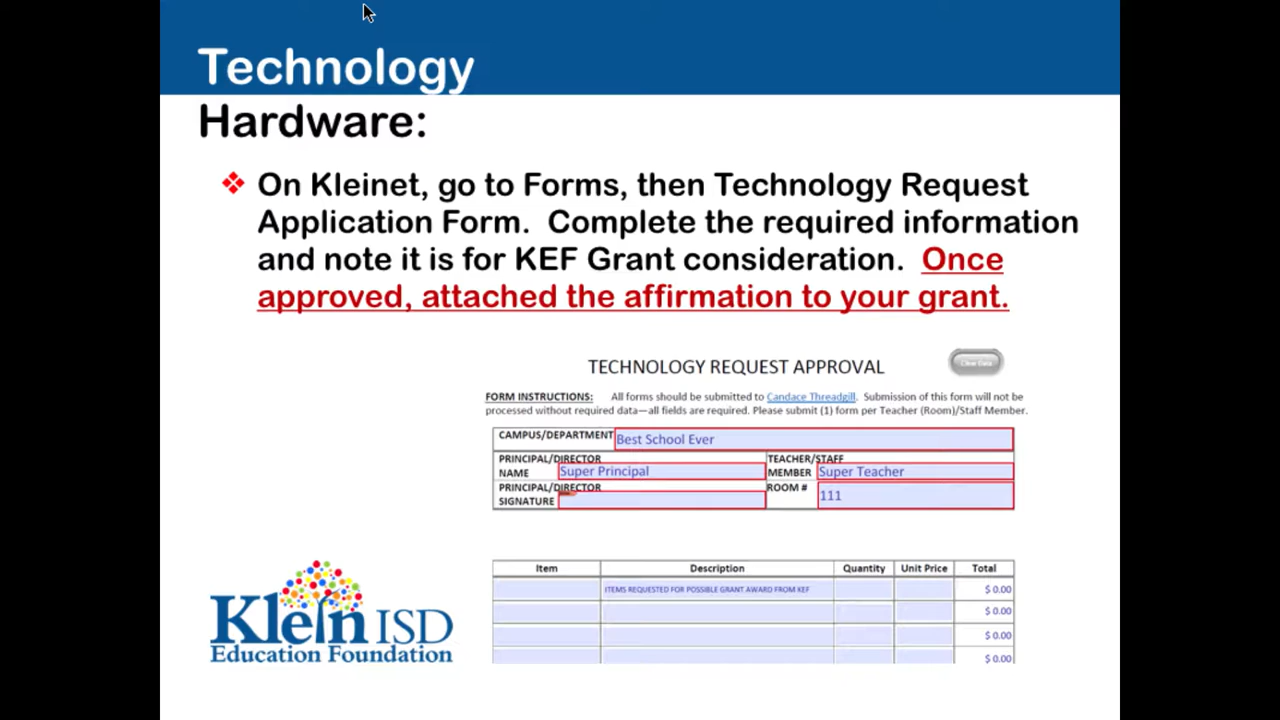 Technology
Hardware:
❖ On Kleinet, go to Forms, then Technology Request
Application Form.  Complete the required information
and note it is for KEF Grant consideration.  Once
approved, attached the affirmation to your grant.
TECHNOLOGY REQUEST APPROVAL
Clear Data
FORM INSTRUCTIONS: All forms should be submitted to Candace Threadgill. Submission of this form will not be
processed without required data—all fields are required. Please submit (1) form per Teacher (Room)/Staff Member.
CAMPUS/DEPARTMENT Best School Ever
PRINCIPAL/DIRECTOR TEACHER/STAFF
NAME Super Principal MEMBER Super Teacher
PRINCIPAL/DIRECTOR ROOM # 111
SIGNATURE
Item Description Quantity Unit Price Total
ITEMS REQUESTED FOR POSSIBLE GRANT AWARD FROM KEF $ 0.00
$ 0.00
$ 0.00
$ 0.00
Klein ISD
Education Foundation